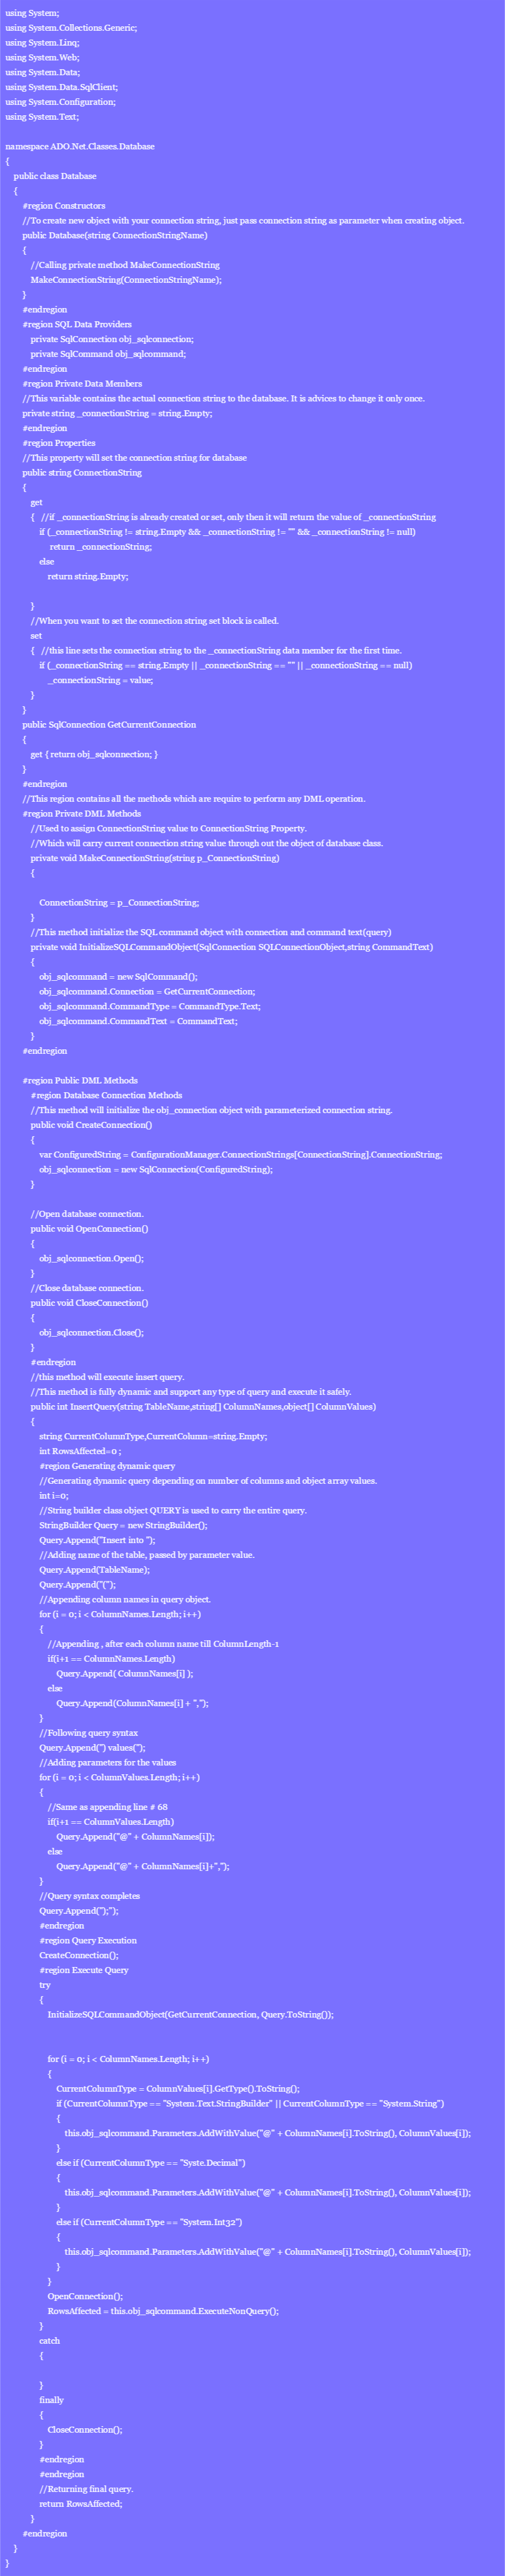 using System;
using System.Collections.Generic;
using System.Linq;
using System.Web;
using System.Data;
using System.Data.SqlClient;
using System.Configuration;
using System.Text;

namespace ADO.Net.Classes.Database
{
    public class Database
    {
        #region Constructors
        //To create new object with your connection string, just pass connection string as parameter when creating object.
        public Database(string ConnectionStringName)
        {
            //Calling private method MakeConnectionString
            MakeConnectionString(ConnectionStringName);
        }
        #endregion
        #region SQL Data Providers
            private SqlConnection obj_sqlconnection;
            private SqlCommand obj_sqlcommand;
        #endregion
        #region Private Data Members
        //This variable contains the actual connection string to the database. It is advices to change it only once.
        private string _connectionString = string.Empty;
        #endregion
        #region Properties
        //This property will set the connection string for database
        public string ConnectionString
        {
            get
            {   //if _connectionString is already created or set, only then it will return the value of _connectionString
                if (_connectionString != string.Empty && _connectionString != "" && _connectionString != null)
                    return _connectionString;
                else
                    return string.Empty;

            }
            //When you want to set the connection string set block is called.
            set
            {   //this line sets the connection string to the _connectionString data member for the first time.
                if (_connectionString == string.Empty || _connectionString == "" || _connectionString == null)
                    _connectionString = value;
            }
        }
        public SqlConnection GetCurrentConnection
        {
            get { return obj_sqlconnection; }
        }
        #endregion
        //This region contains all the methods which are require to perform any DML operation.
        #region Private DML Methods
            //Used to assign ConnectionString value to ConnectionString Property.
            //Which will carry current connection string value through out the object of database class.
            private void MakeConnectionString(string p_ConnectionString)
            {

                ConnectionString = p_ConnectionString;
            }
            //This method initialize the SQL command object with connection and command text(query)
            private void InitializeSQLCommandObject(SqlConnection SQLConnectionObject,string CommandText)
            {
                obj_sqlcommand = new SqlCommand();
                obj_sqlcommand.Connection = GetCurrentConnection;
                obj_sqlcommand.CommandType = CommandType.Text;
                obj_sqlcommand.CommandText = CommandText;
            }
        #endregion

        #region Public DML Methods
            #region Database Connection Methods
            //This method will initialize the obj_connection object with parameterized connection string.
            public void CreateConnection()
            {
                var ConfiguredString = ConfigurationManager.ConnectionStrings[ConnectionString].ConnectionString;
                obj_sqlconnection = new SqlConnection(ConfiguredString);
            }

            //Open database connection.
            public void OpenConnection()
            {
                obj_sqlconnection.Open();
            }
            //Close database connection.
            public void CloseConnection()
            {
                obj_sqlconnection.Close();
            }
            #endregion
            //this method will execute insert query.
            //This method is fully dynamic and support any type of query and execute it safely.
            public int InsertQuery(string TableName,string[] ColumnNames,object[] ColumnValues)
            {
                string CurrentColumnType,CurrentColumn=string.Empty;
                int RowsAffected=0 ;
                #region Generating dynamic query
                //Generating dynamic query depending on number of columns and object array values.
                int i=0;
                //String builder class object QUERY is used to carry the entire query.
                StringBuilder Query = new StringBuilder();
                Query.Append("Insert into ");
                //Adding name of the table, passed by parameter value.
                Query.Append(TableName);
                Query.Append("(");
                //Appending column names in query object.
                for (i = 0; i < ColumnNames.Length; i++)
                {
                    //Appending , after each column name till ColumnLength-1
                    if(i+1 == ColumnNames.Length)
                        Query.Append( ColumnNames[i] );
                    else
                        Query.Append(ColumnNames[i] + ",");
                }
                //Following query syntax
                Query.Append(") values(");
                //Adding parameters for the values
                for (i = 0; i < ColumnValues.Length; i++)
                {
                    //Same as appending line # 68
                    if(i+1 == ColumnValues.Length)
                        Query.Append("@" + ColumnNames[i]);
                    else
                        Query.Append("@" + ColumnNames[i]+",");
                }
                //Query syntax completes
                Query.Append(");");
                #endregion
                #region Query Execution
                CreateConnection();
                #region Execute Query
                try
                {
                    InitializeSQLCommandObject(GetCurrentConnection, Query.ToString());


                    for (i = 0; i < ColumnNames.Length; i++)
                    {
                        CurrentColumnType = ColumnValues[i].GetType().ToString();
                        if (CurrentColumnType == "System.Text.StringBuilder" || CurrentColumnType == "System.String")
                        {
                            this.obj_sqlcommand.Parameters.AddWithValue("@" + ColumnNames[i].ToString(), ColumnValues[i]);
                        }
                        else if (CurrentColumnType == "Syste.Decimal")
                        {
                            this.obj_sqlcommand.Parameters.AddWithValue("@" + ColumnNames[i].ToString(), ColumnValues[i]);
                        }
                        else if (CurrentColumnType == "System.Int32")
                        {
                            this.obj_sqlcommand.Parameters.AddWithValue("@" + ColumnNames[i].ToString(), ColumnValues[i]);
                        }
                    }
                    OpenConnection();
                    RowsAffected = this.obj_sqlcommand.ExecuteNonQuery();
                }
                catch
                {

                }
                finally
                {
                    CloseConnection();
                }
                #endregion
                #endregion
                //Returning final query.
                return RowsAffected;
            }
        #endregion
    }
}